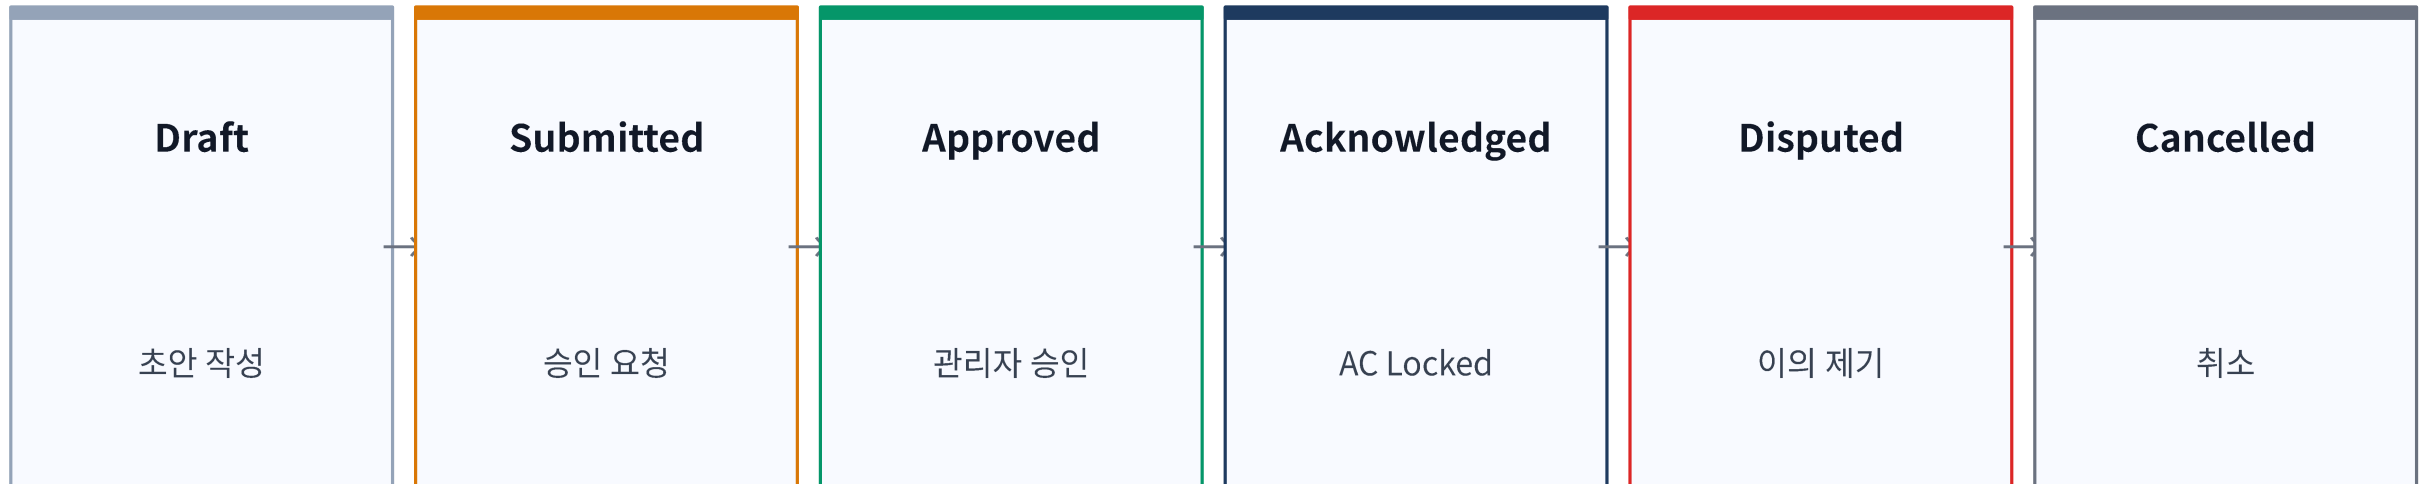 Draft
초안 작성
Submitted
승인 요청
Approved
관리자 승인
Acknowledged
AC Locked
Disputed
이의 제기
Cancelled
취소